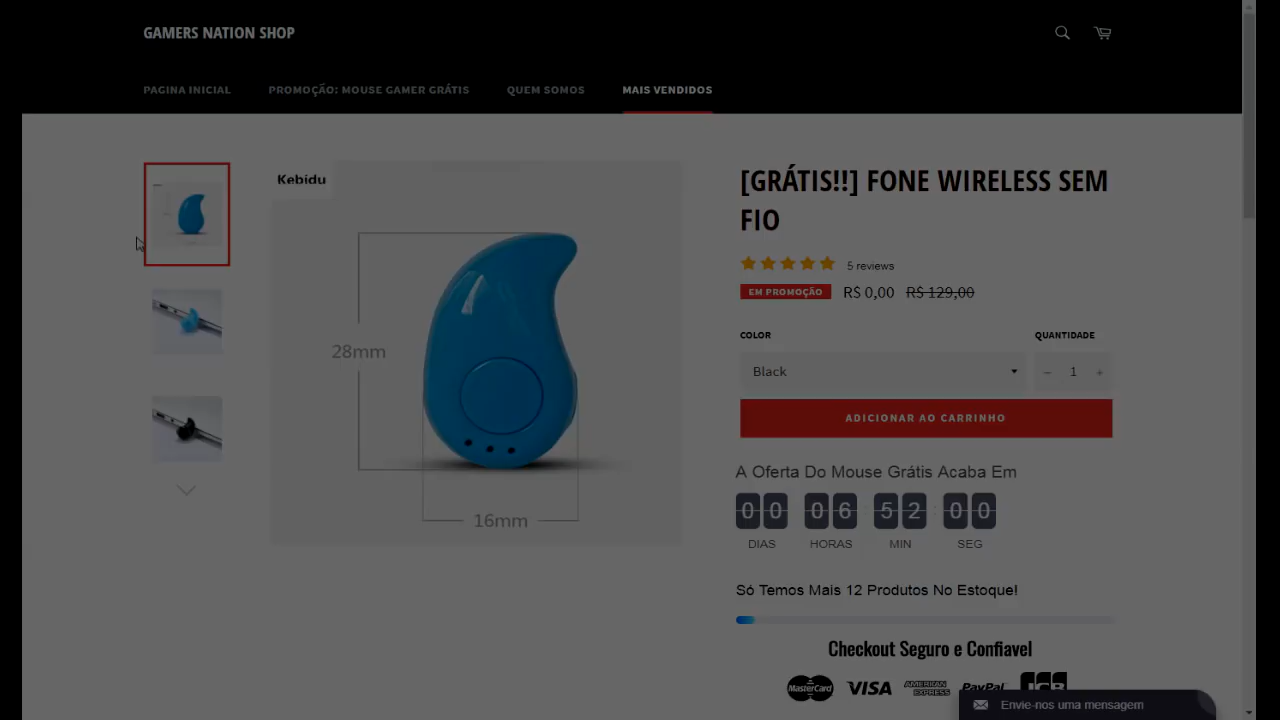 GAMERS NATION SHOP
PAGINA INICIAL
PROMOÇÃO: MOUSE GAMER GRÁTIS
QUEM SOMOS
MAIS VENDIDOS
Kebidu
28mm
16mm
[GRÁTIS!!] FONE WIRELESS SEM
FIO
5 reviews
EM PROMOÇÃO R$ 0,00 R$ 129,00
COLOR
QUANTIDADE
Black
− 1 +
ADICIONAR AO CARRINHO
A Oferta Do Mouse Grátis Acaba Em
00 : 06 : 52 : 00
DIAS HORAS MIN SEG
Só Temos Mais 12 Produtos No Estoque!
Checkout Seguro e Confiavel
MasterCard VISA AMERICAN EXPRESS PayPal JCB
Envie-nos uma mensagem